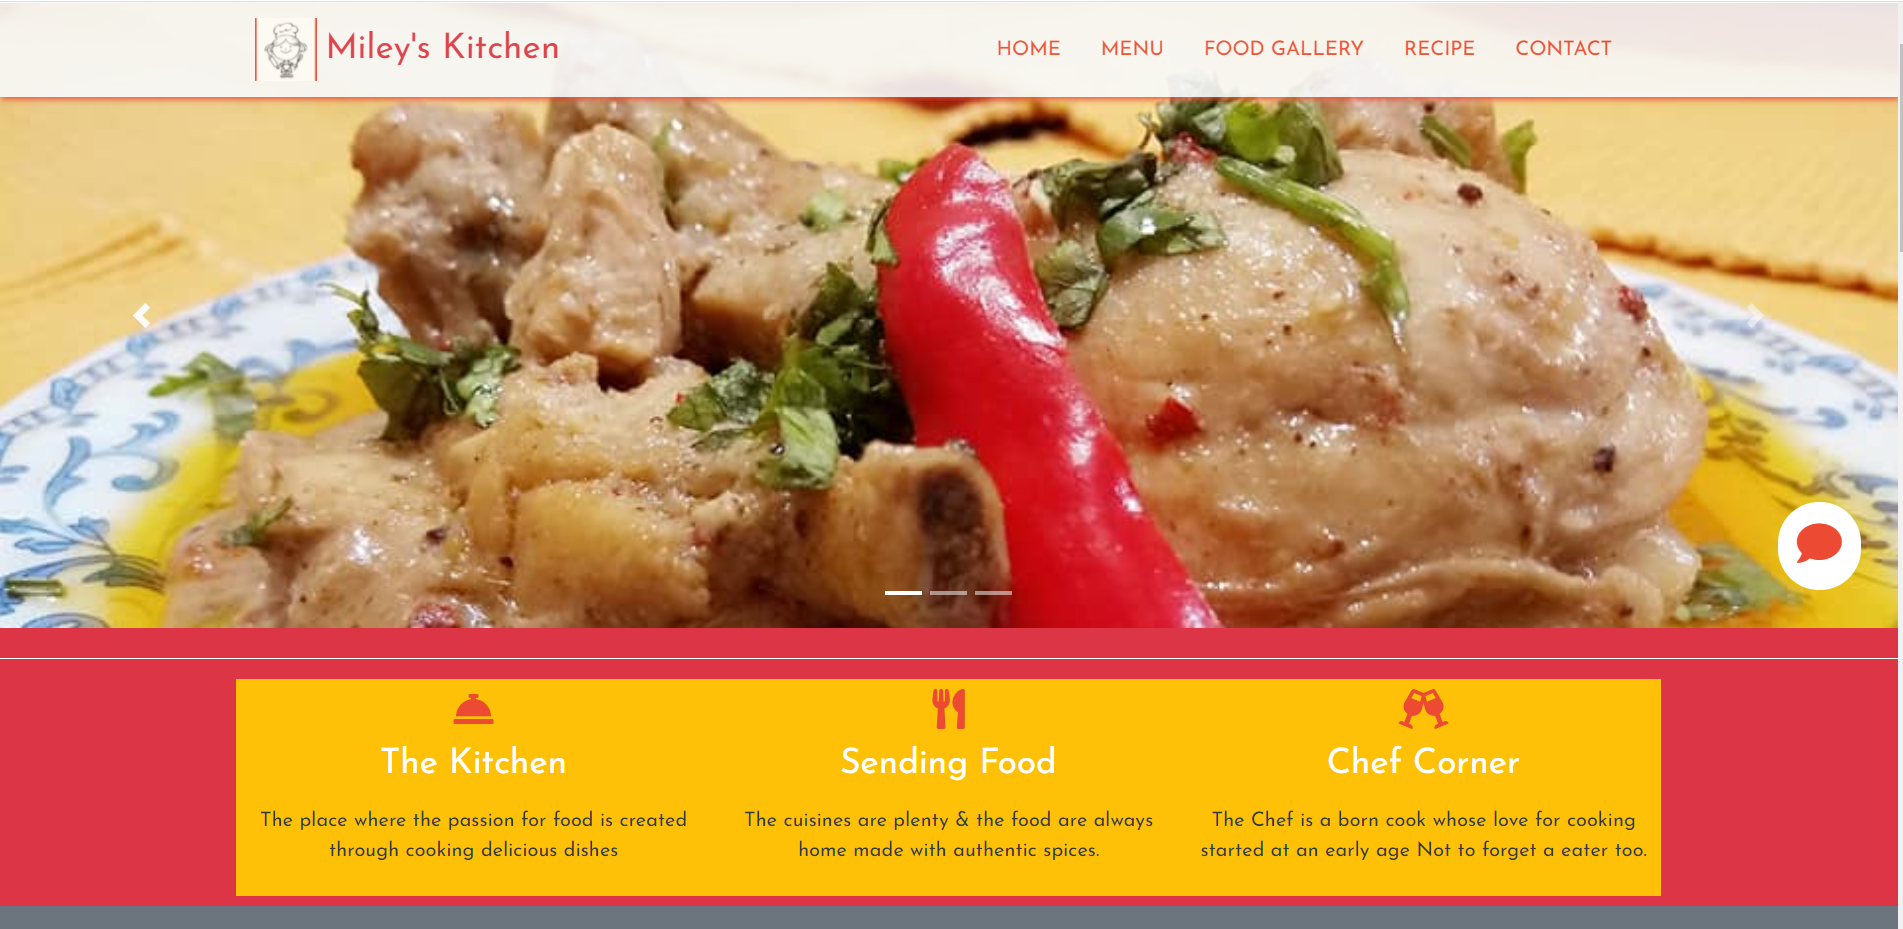 Miley's Kitchen
HOME MENU FOOD GALLERY RECIPE CONTACT
The Kitchen
The place where the passion for food is created
through cooking delicious dishes
Sending Food
The cuisines are plenty & the food are always
home made with authentic spices.
Chef Corner
The Chef is a born cook whose love for cooking
started at an early age Not to forget a eater too.